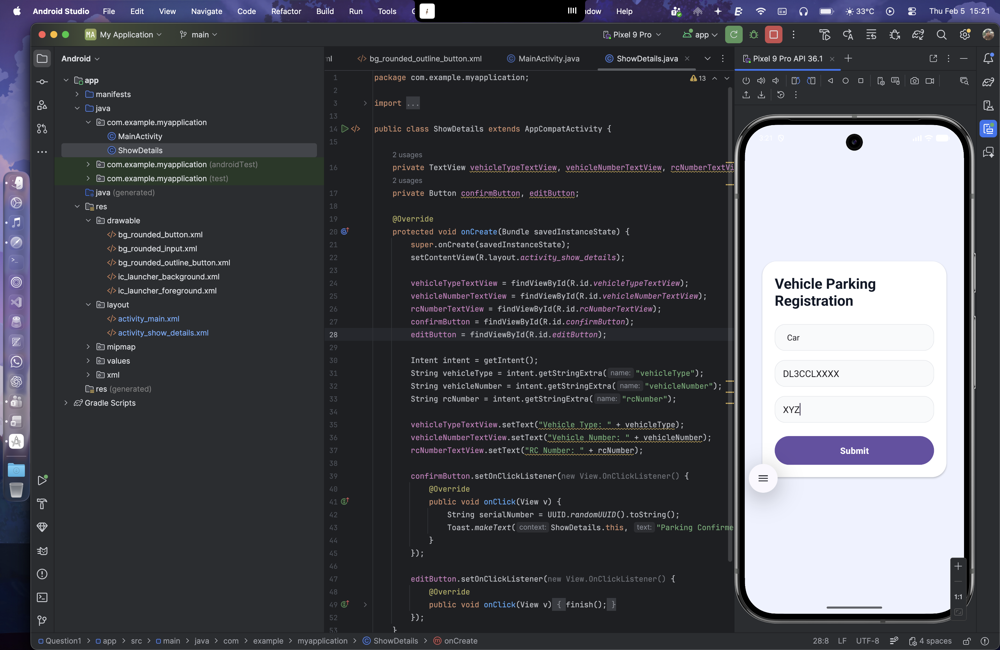 Android Studio File Edit View Navigate Code Refactor Build Run Tools Help
33°C Thu Feb 5 15:21
MA My Application main Pixel 9 Pro app
Android
app
manifests
java
com.example.myapplication
MainActivity
ShowDetails
com.example.myapplication (androidTest)
com.example.myapplication (test)
java (generated)
res
drawable
bg_rounded_button.xml
bg_rounded_input.xml
bg_rounded_outline_button.xml
ic_launcher_background.xml
ic_launcher_foreground.xml
layout
activity_main.xml
activity_show_details.xml
mipmap
values
xml
res (generated)
Gradle Scripts
ml bg_rounded_outline_button.xml MainActivity.java ShowDetails.java
13
1 package com.example.myapplication;
2
3 import ...
13
14 public class ShowDetails extends AppCompatActivity {
15
2 usages
16 private TextView vehicleTypeTextView, vehicleNumberTextView, rcNumberTextVi
2 usages
17 private Button confirmButton, editButton;
18
19 @Override
20 protected void onCreate(Bundle savedInstanceState) {
21 super.onCreate(savedInstanceState);
22 setContentView(R.layout.activity_show_details);
23
24 vehicleTypeTextView = findViewById(R.id.vehicleTypeTextView);
25 vehicleNumberTextView = findViewById(R.id.vehicleNumberTextView);
26 rcNumberTextView = findViewById(R.id.rcNumberTextView);
27 confirmButton = findViewById(R.id.confirmButton);
28 editButton = findViewById(R.id.editButton);
29
30 Intent intent = getIntent();
31 String vehicleType = intent.getStringExtra( name: "vehicleType");
32 String vehicleNumber = intent.getStringExtra( name: "vehicleNumber");
33 String rcNumber = intent.getStringExtra( name: "rcNumber");
34
35 vehicleTypeTextView.setText("Vehicle Type: " + vehicleType);
36 vehicleNumberTextView.setText("Vehicle Number: " + vehicleNumber);
37 rcNumberTextView.setText("RC Number: " + rcNumber);
38
39 confirmButton.setOnClickListener(new View.OnClickListener() {
40 @Override
41 public void onClick(View v) {
42 String serialNumber = UUID.randomUUID().toString();
43 Toast.makeText( context: ShowDetails.this, text: "Parking Confirme
44 }
45 });
46
47 editButton.setOnClickListener(new View.OnClickListener() {
48 @Override
49 public void onClick(View v) { finish(); }
52 });
53 }
Pixel 9 Pro API 36.1
3:21
Vehicle Parking
Registration
Car
DL3CCLXXXX
XYZ
Submit
1:1
Question1 > app > src > main > java > com > example > myapplication > ShowDetails > onCreate
28:8 LF UTF-8 4 spaces